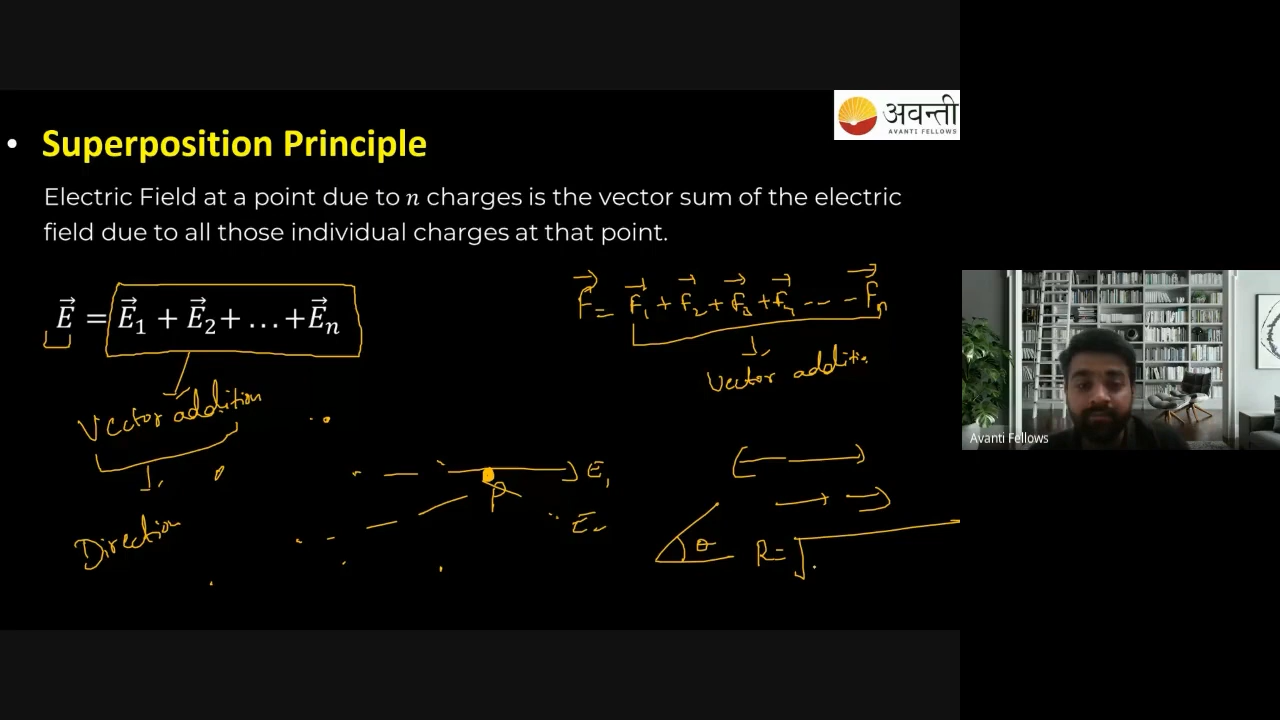 अवन्ती
AVANTI FELLOWS
• Superposition Principle
Electric Field at a point due to n charges is the vector sum of the electric
field due to all those individual charges at that point.
E⃗ = E⃗₁ + E⃗₂ + ... + E⃗ₙ
F⃗ = F⃗₁ + F⃗₂ + F⃗₃ + F⃗₄ ---- F⃗ₙ
Vector additi
Vector addition
Direction
E₁
P
E₂
θ
R = √
Avanti Fellows